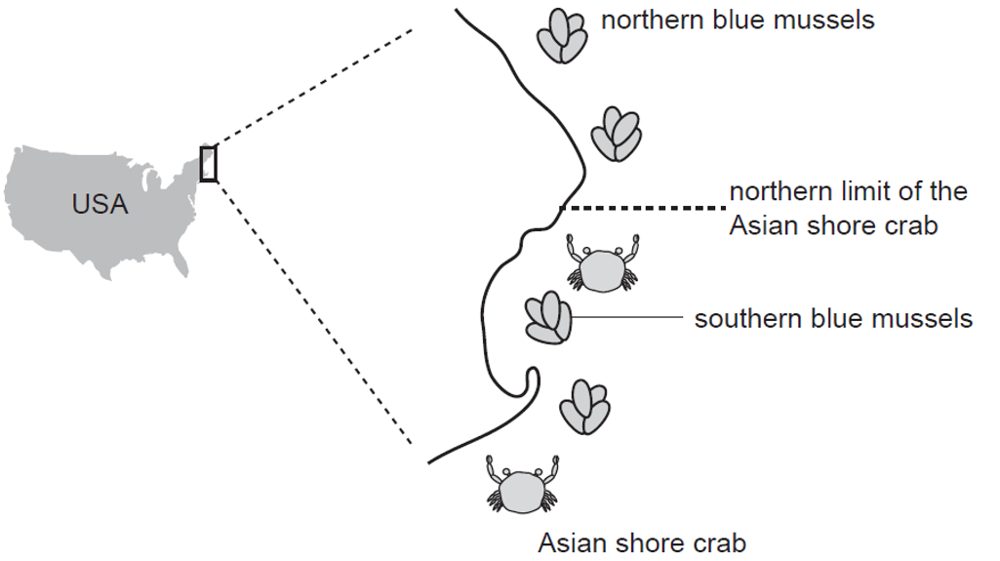 northern blue mussels
USA
northern limit of the
Asian shore crab
southern blue mussels
Asian shore crab